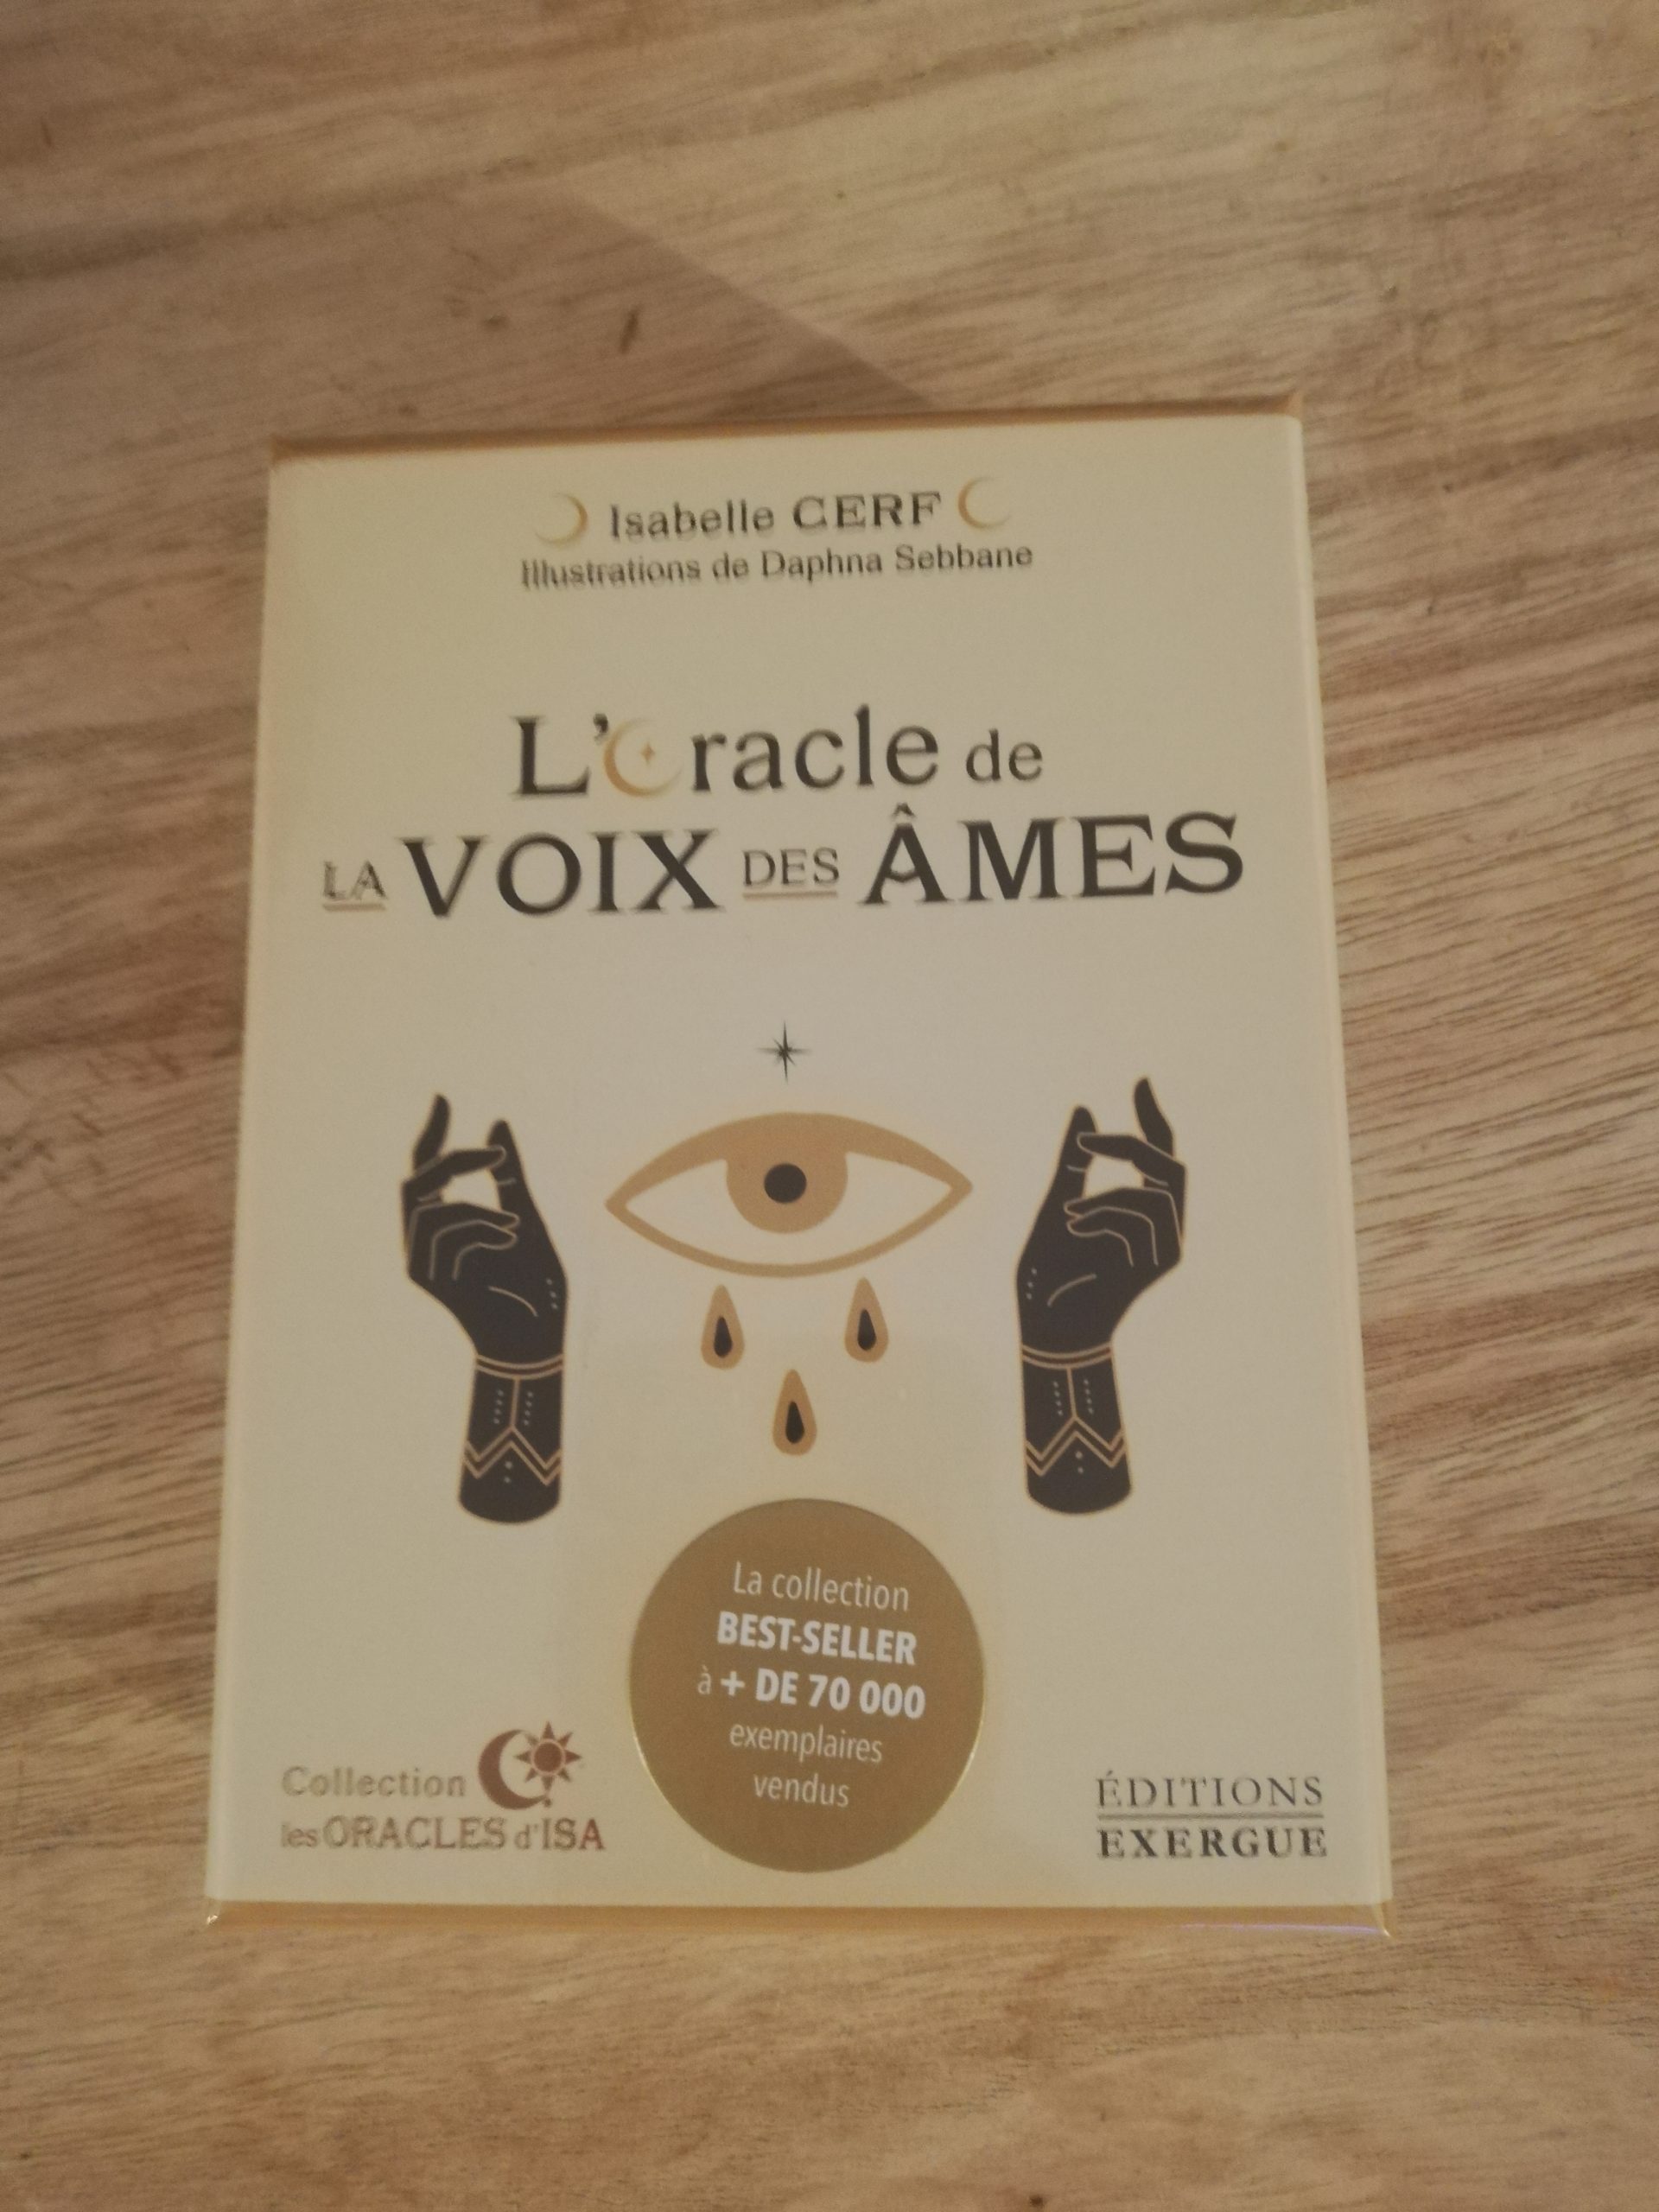 Isabelle CERF
Illustrations de Daphna Sebbane
L'Oracle de
LA VOIX DES ÂMES
La collection
BEST-SELLER
à + DE 70 000
exemplaires
vendus
Collection
les ORACLES d'ISA
ÉDITIONS
EXERGUE